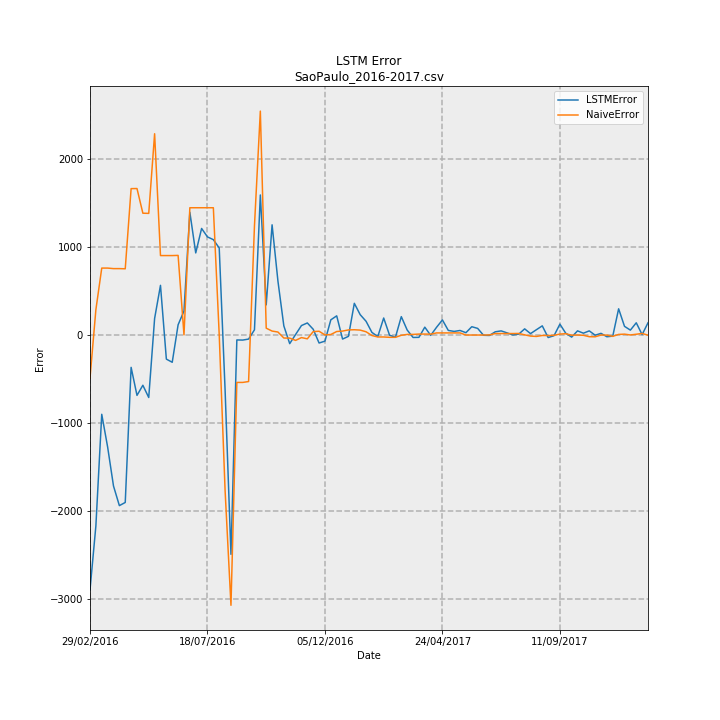 LSTM Error
SaoPaulo_2016-2017.csv
LSTMError
NaiveError
2000
1000
0
−1000
−2000
−3000
Error
29/02/2016
18/07/2016
05/12/2016
24/04/2017
11/09/2017
Date